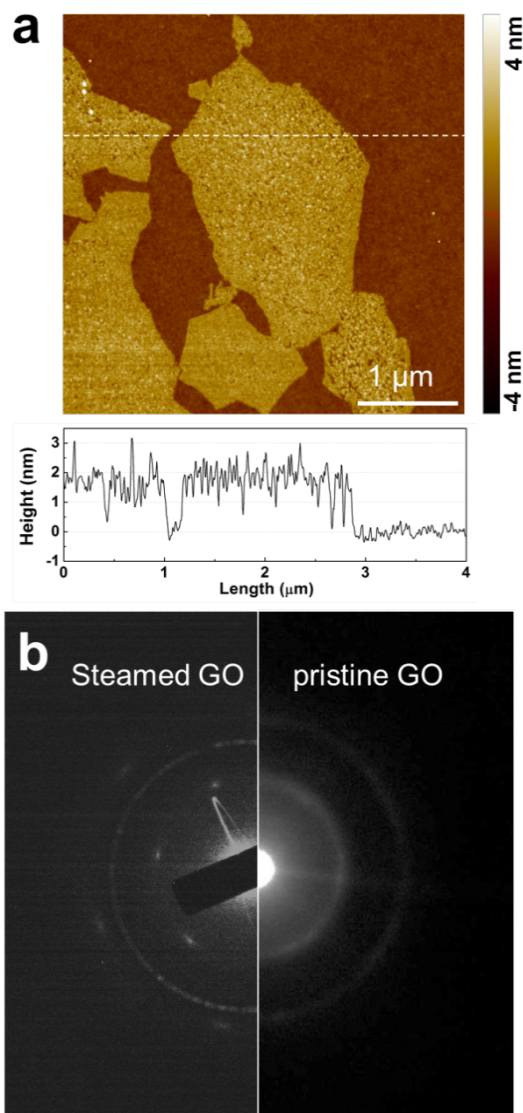 a
4 nm
-4 nm
1 μm
Height (nm)
3
2
1
0
-1
0
1
2
3
4
Length (μm)
b
Steamed GO
pristine GO